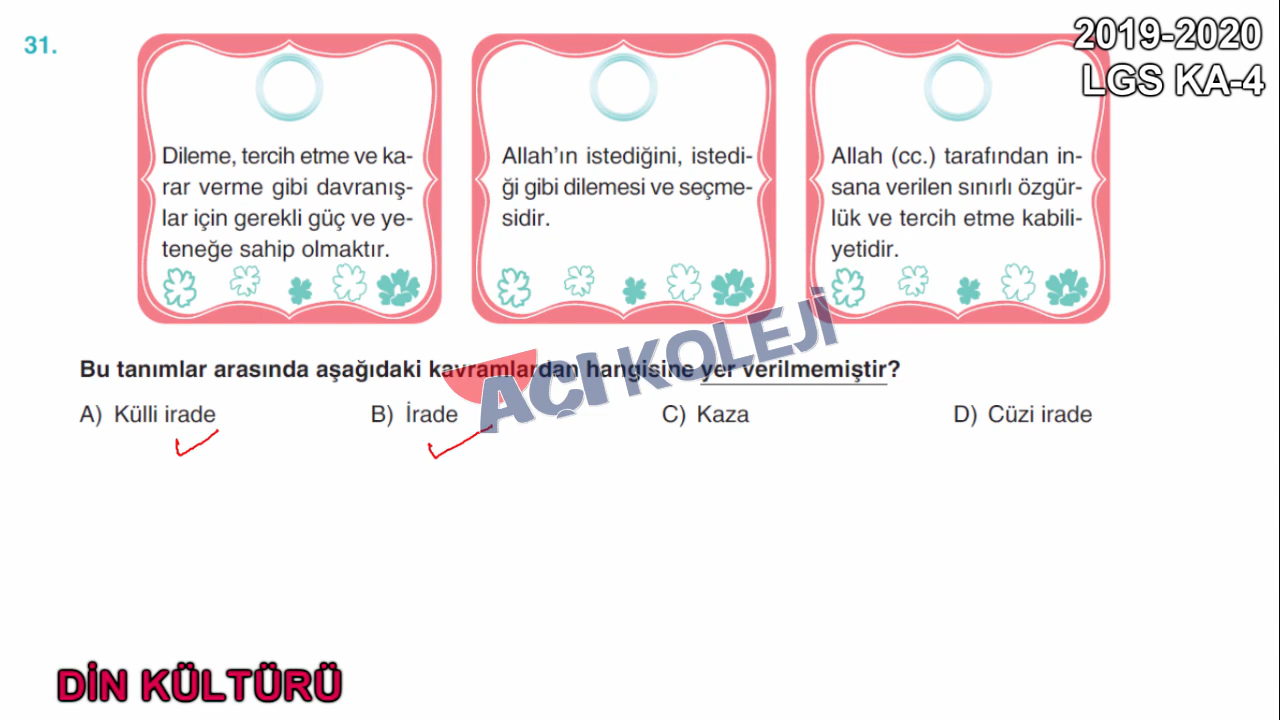 31.
2019-2020
LGS KA-4
Dileme, tercih etme ve ka-
rar verme gibi davranış-
lar için gerekli güç ve ye-
teneğe sahip olmaktır.
Allah'ın istediğini, istedi-
ği gibi dilemesi ve seçme-
sidir.
Allah (cc.) tarafından in-
sana verilen sınırlı özgür-
lük ve tercih etme kabili-
yetidir.
AÇI KOLEJİ
Bu tanımlar arasında aşağıdaki kavramlardan hangisine yer verilmemiştir?
A) Külli irade
B) İrade
C) Kaza
D) Cüzi irade
DİN KÜLTÜRÜ